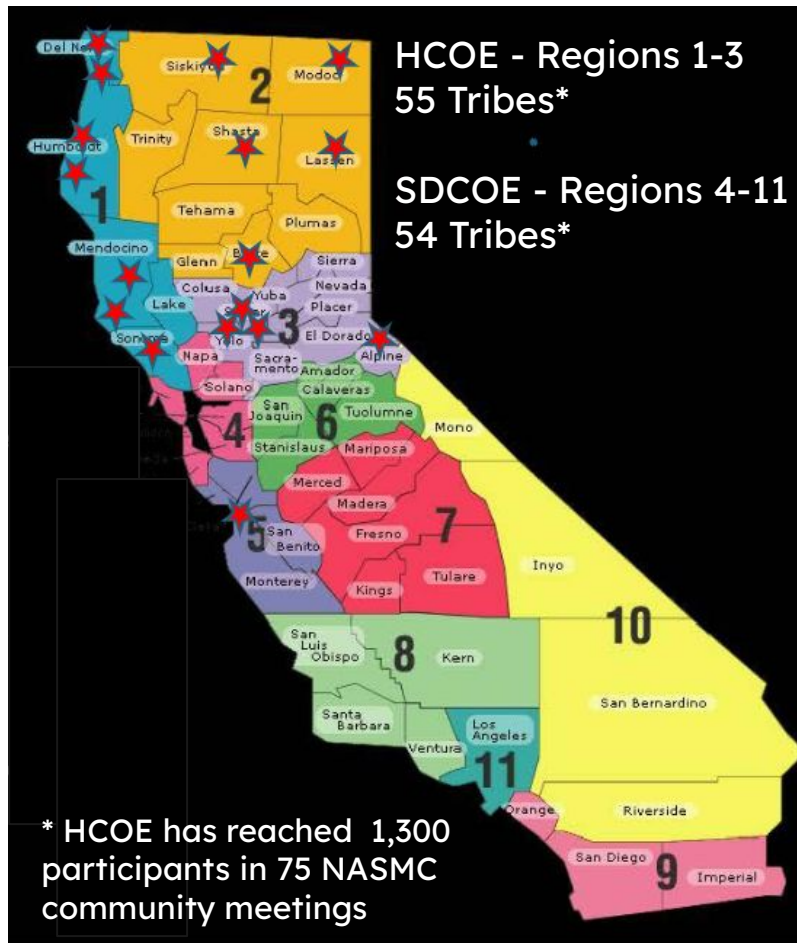 HCOE - Regions 1-3
55 Tribes*
SDCOE - Regions 4-11
54 Tribes*
Siskiyou
Modoc
2
Trinity
Shasta
Lassen
Humboldt
1
Tehama
Plumas
Mendocino
Glenn
Sierra
Colusa
Yuba
Nevada
Lake
Placer
3
Sonoma
Yolo
El Dorado
Napa
Sacra-
mento
Alpine
Amador
Solano
Calaveras
San
Joaquin
6
Tuolumne
4
Mono
Stanislaus
Mariposa
Merced
Madera
7
5
San
Benito
Fresno
Inyo
Monterey
Kings
Tulare
10
San
Luis
Obispo
8
Kern
San Bernardino
Santa
Barbara
Los
Angeles
Ventura
11
Orange
Riverside
San Diego
9
Imperial
* HCOE has reached 1,300
participants in 75 NASMC
community meetings